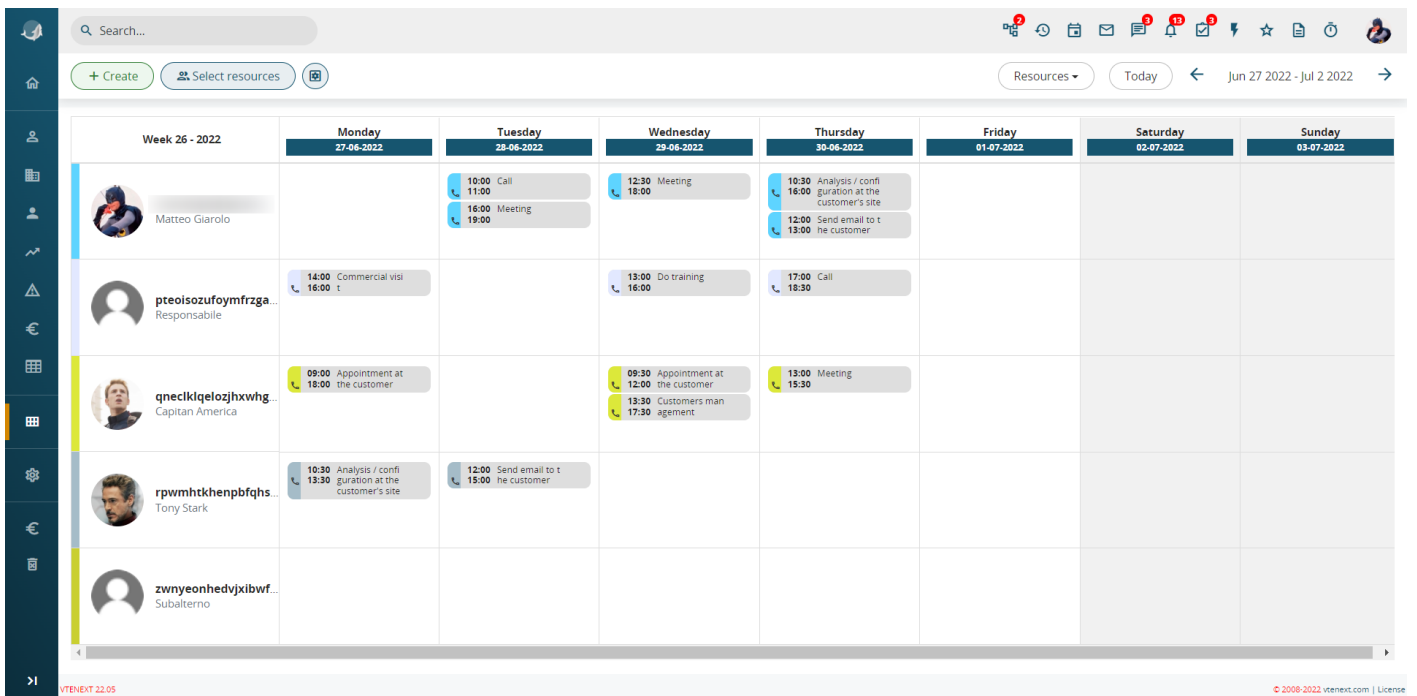 Search...
2
3
13
3
+ Create
Select resources
Resources
Today
Jun 27 2022 - Jul 2 2022
Week 26 - 2022
Monday
27-06-2022
Tuesday
28-06-2022
Wednesday
29-06-2022
Thursday
30-06-2022
Friday
01-07-2022
Saturday
02-07-2022
Sunday
03-07-2022
Matteo Giarolo
10:00 Call
11:00
16:00 Meeting
19:00
12:30 Meeting
18:00
10:30 Analysis / confi
16:00 guration at the
customer's site
12:00 Send email to t
13:00 he customer
pteoisozufoymfrzga...
Responsabile
14:00 Commercial visi
16:00 t
13:00 Do training
16:00
17:00 Call
18:30
qneclklqelozjhxwhg...
Capitan America
09:00 Appointment at
18:00 the customer
09:30 Appointment at
12:00 the customer
13:30 Customers man
17:30 agement
13:00 Meeting
15:30
rpwmhtkhenpbfqhs...
Tony Stark
10:30 Analysis / confi
13:30 guration at the
customer's site
12:00 Send email to t
15:00 he customer
zwnyeonhedvjxibwf...
Subalterno
VTENEXT 22.05
© 2008-2022 vtenext.com | License